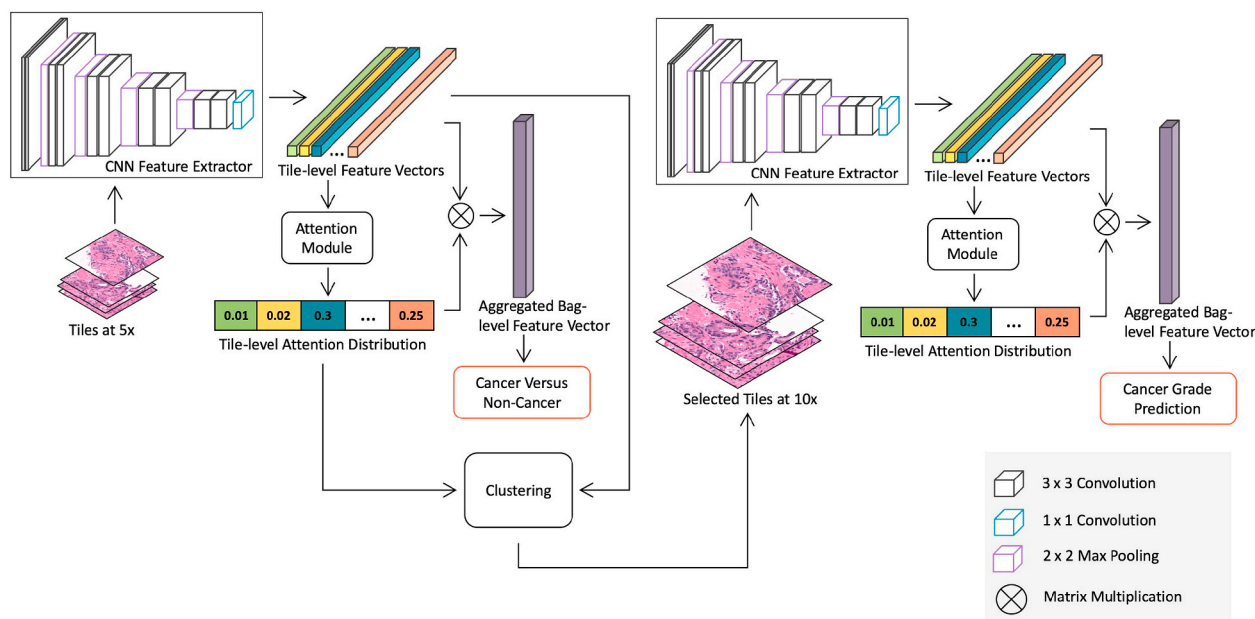 CNN Feature Extractor
Tile-level Feature Vectors
...
Attention
Module
Tiles at 5x
0.01 0.02 0.3 ... 0.25
Tile-level Attention Distribution
Aggregated Bag-
level Feature Vector
Cancer Versus
Non-Cancer
Clustering
CNN Feature Extractor
Selected Tiles at 10x
...
Tile-level Feature Vectors
Attention
Module
0.01 0.02 0.3 ... 0.25
Tile-level Attention Distribution
Aggregated Bag-
level Feature Vector
Cancer Grade
Prediction
3 x 3 Convolution
1 x 1 Convolution
2 x 2 Max Pooling
Matrix Multiplication